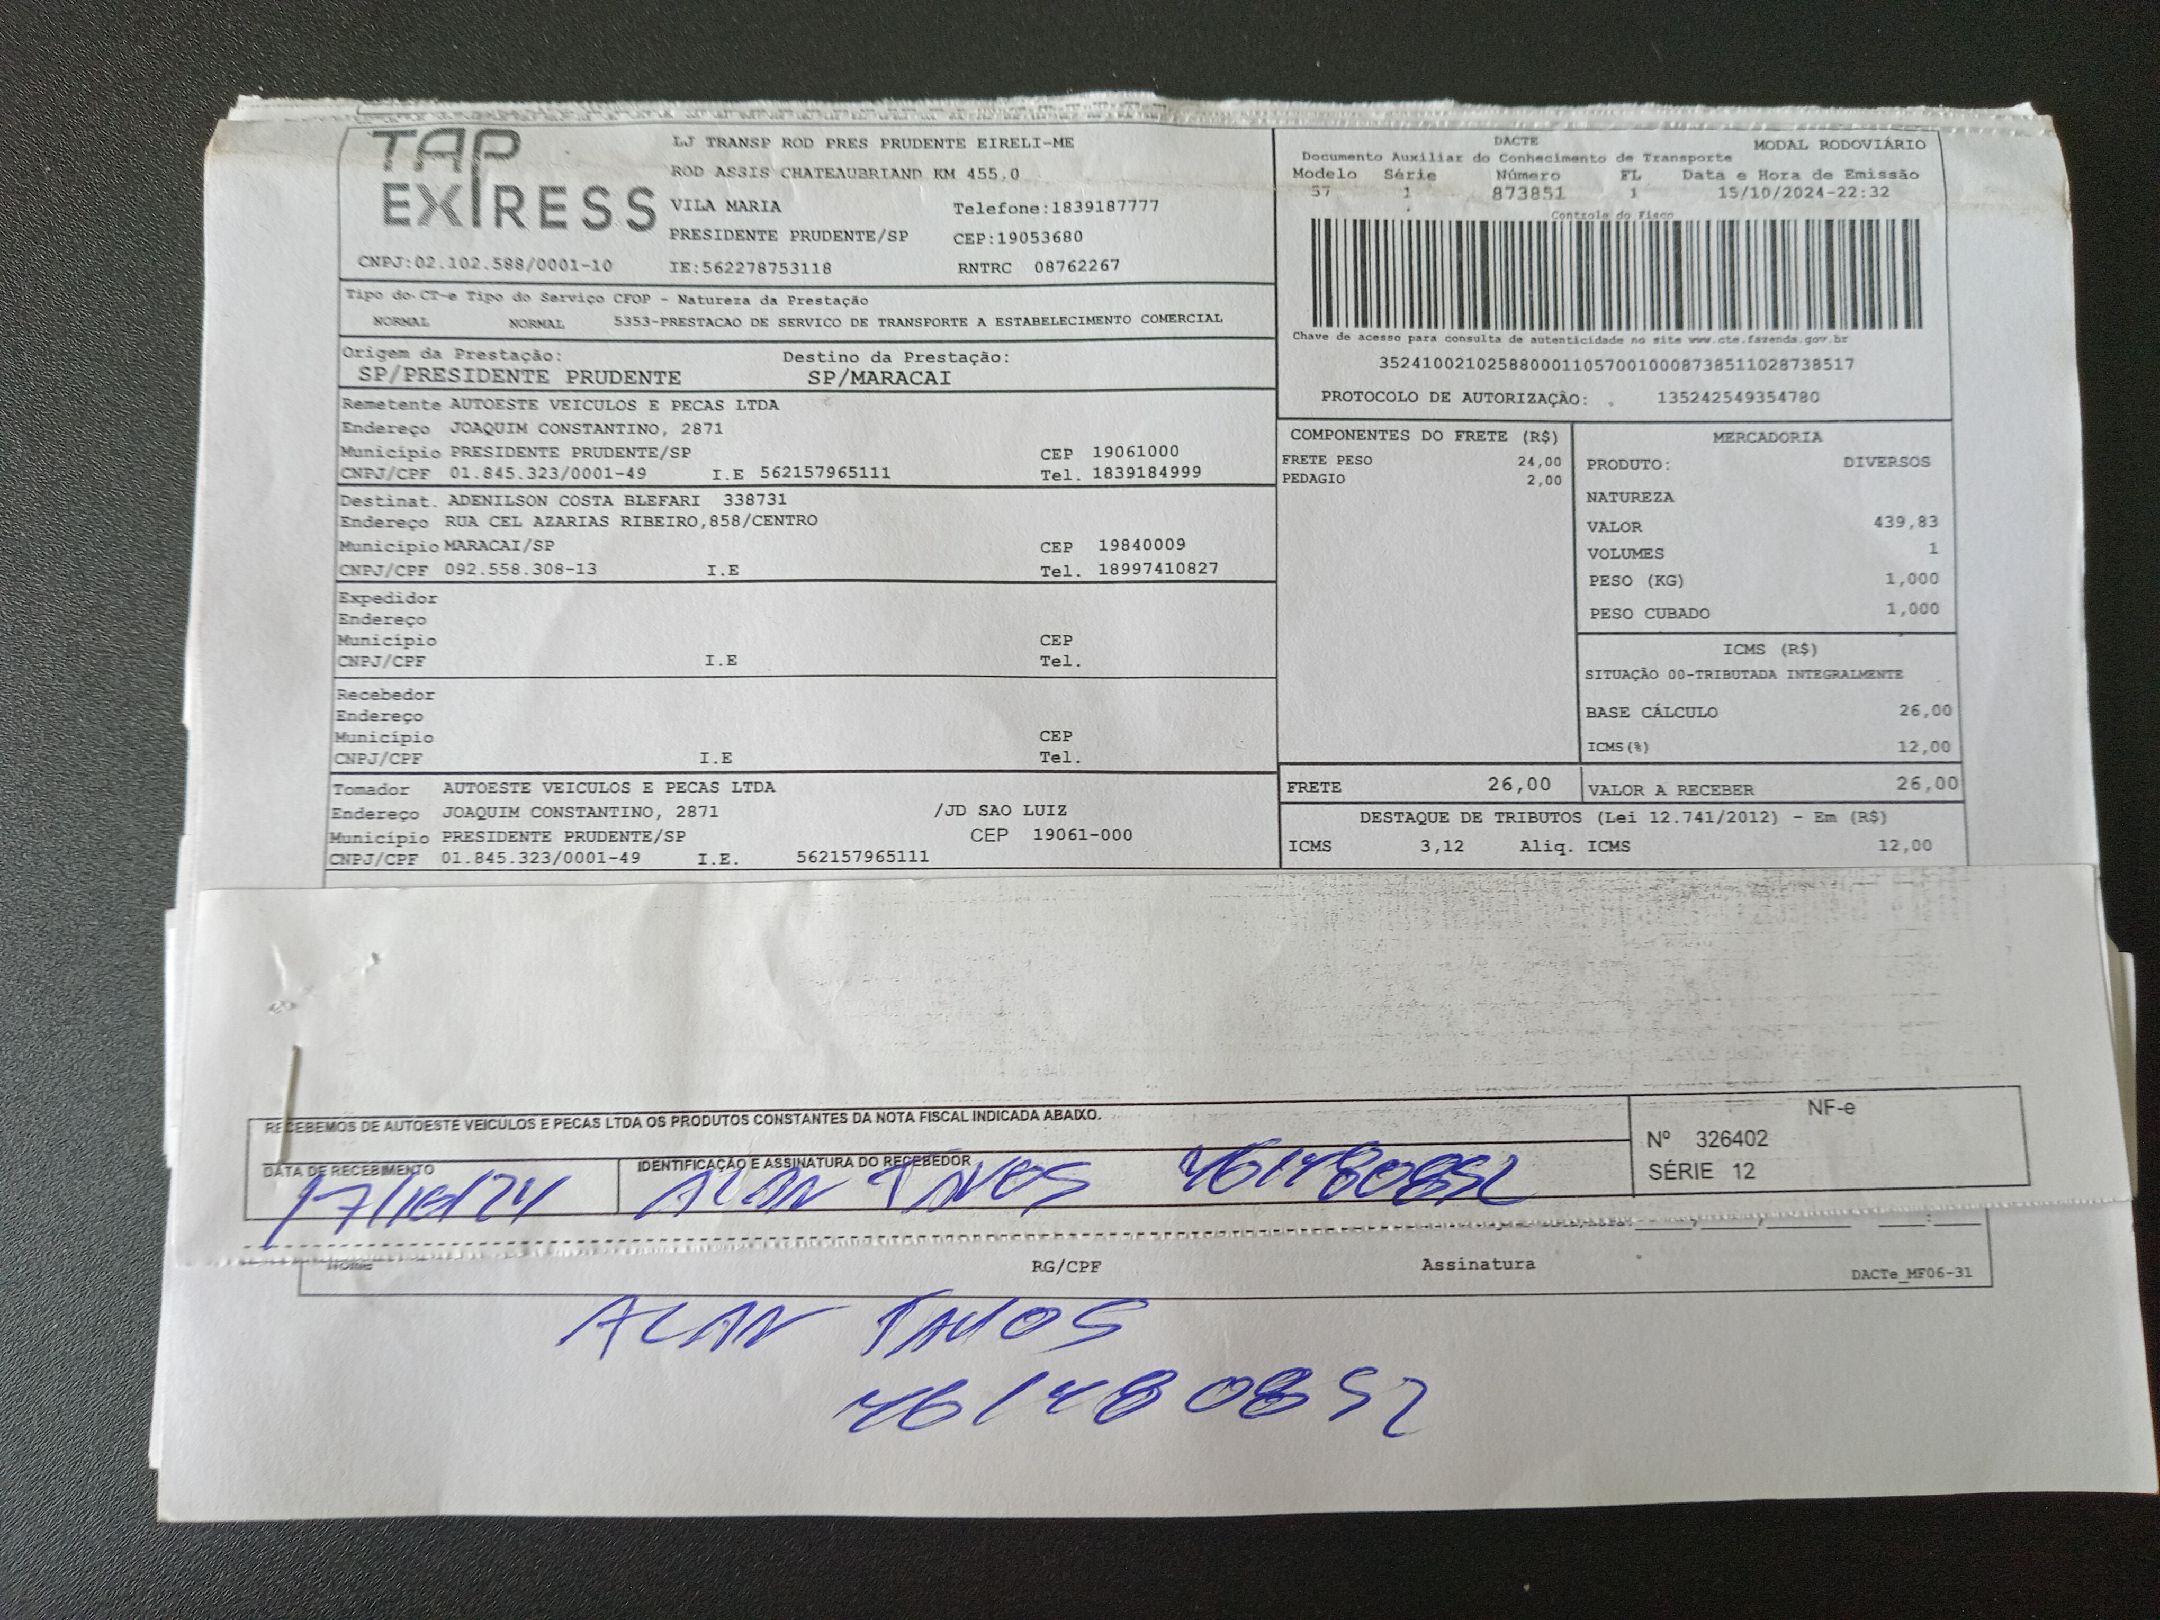 TAP
EXPRESS
LJ TRANSP ROD PRES PRUDENTE EIRELI-ME
ROD ASSIS CHATEAUBRIAND KM 455,0
VILA MARIA Telefone:1839187777
PRESIDENTE PRUDENTE/SP CEP:19053680
CNPJ:02.102.588/0001-10 IE:562278753118 RNTRC 08762267
DACTE MODAL RODOVIÁRIO
Documento Auxiliar do Conhecimento de Transporte
Modelo Série Número FL Data e Hora de Emissão
57 1 873851 1 15/10/2024-22:32
Controle do Fisco
Chave de acesso para consulta de autenticidade no site www.cte.fazenda.gov.br
35241002102588000110570010008738511028738517
PROTOCOLO DE AUTORIZAÇÃO: 135242549354780
Tipo do CT-e Tipo do Serviço CFOP - Natureza da Prestação
NORMAL NORMAL 5353-PRESTACAO DE SERVICO DE TRANSPORTE A ESTABELECIMENTO COMERCIAL
Origem da Prestação: Destino da Prestação:
SP/PRESIDENTE PRUDENTE SP/MARACAI
Remetente AUTOESTE VEICULOS E PECAS LTDA
Endereço JOAQUIM CONSTANTINO, 2871
Município PRESIDENTE PRUDENTE/SP CEP 19061000
CNPJ/CPF 01.845.323/0001-49 I.E 562157965111 Tel. 1839184999
Destinat. ADENILSON COSTA BLEFARI 338731
Endereço RUA CEL AZARIAS RIBEIRO,858/CENTRO
Município MARACAI/SP CEP 19840009
CNPJ/CPF 092.558.308-13 I.E Tel. 18997410827
Expedidor
Endereço
Município CEP
CNPJ/CPF I.E Tel.
Recebedor
Endereço
Município CEP
CNPJ/CPF I.E Tel.
Tomador AUTOESTE VEICULOS E PECAS LTDA
Endereço JOAQUIM CONSTANTINO, 2871 /JD SAO LUIZ
Município PRESIDENTE PRUDENTE/SP CEP 19061-000
CNPJ/CPF 01.845.323/0001-49 I.E. 562157965111
COMPONENTES DO FRETE (R$)
FRETE PESO 24,00
PEDAGIO 2,00
MERCADORIA
PRODUTO: DIVERSOS
NATUREZA
VALOR 439,83
VOLUMES 1
PESO (KG) 1,000
PESO CUBADO 1,000
ICMS (R$)
SITUAÇÃO 00-TRIBUTADA INTEGRALMENTE
BASE CÁLCULO 26,00
ICMS(%) 12,00
FRETE 26,00 VALOR A RECEBER 26,00
DESTAQUE DE TRIBUTOS (Lei 12.741/2012) - Em (R$)
ICMS 3,12 Aliq. ICMS 12,00
RECEBEMOS DE AUTOESTE VEICULOS E PECAS LTDA OS PRODUTOS CONSTANTES DA NOTA FISCAL INDICADA ABAIXO.
NF-e
Nº 326402
SÉRIE 12
DATA DE RECEBIMENTO IDENTIFICAÇÃO E ASSINATURA DO RECEBEDOR
17/10/24 ALAN 461480852
RG/CPF Assinatura
DACTe_MF06-31
ALAN
461480852